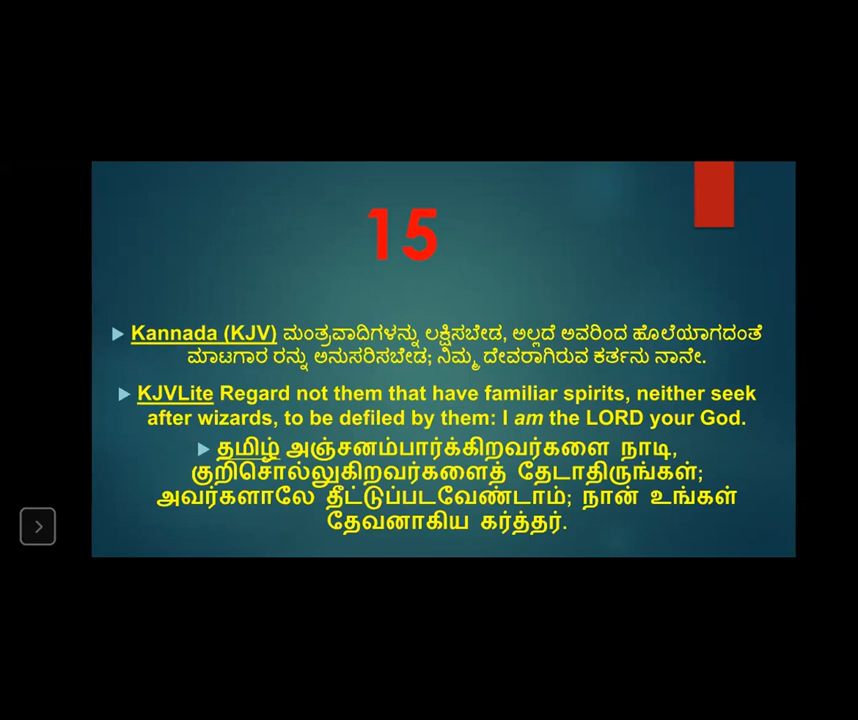 15
Kannada (KJV) ಮಂತ್ರವಾದಿಗಳನ್ನು ಲಕ್ಷಿಸಬೇಡ, ಅಲ್ಲದೆ ಅವರಿಂದ ಹೊಲೆಯಾಗದಂತೆ
ಮಾಟಗಾರ ರನ್ನು ಅನುಸರಿಸಬೇಡ; ನಿಮ್ಮ ದೇವರಾಗಿರುವ ಕರ್ತನು ನಾನೇ.
KJVLite Regard not them that have familiar spirits, neither seek
after wizards, to be defiled by them: I am the LORD your God.
தமிழ் அஞ்சனம்பார்க்கிறவர்களை நாடி,
குறிசொல்லுகிறவர்களைத் தேடாதிருங்கள்;
அவர்களாலே தீட்டுப்படவேண்டாம்; நான் உங்கள்
தேவனாகிய கர்த்தர்.